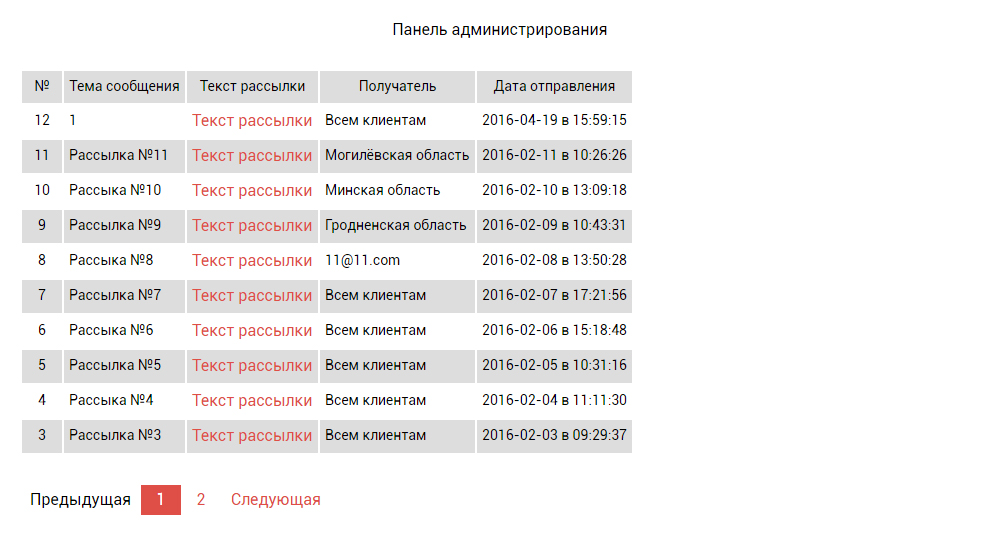 Панель администрирования
№ Тема сообщения Текст рассылки Получатель Дата отправления
12 1 Текст рассылки Всем клиентам 2016-04-19 в 15:59:15
11 Рассылка №11 Текст рассылки Могилёвская область 2016-02-11 в 10:26:26
10 Рассыка №10 Текст рассылки Минская область 2016-02-10 в 13:09:18
9 Рассылка №9 Текст рассылки Гродненская область 2016-02-09 в 10:43:31
8 Рассыка №8 Текст рассылки 11@11.com 2016-02-08 в 13:50:28
7 Рассылка №7 Текст рассылки Всем клиентам 2016-02-07 в 17:21:56
6 Рассыка №6 Текст рассылки Всем клиентам 2016-02-06 в 15:18:48
5 Рассылка №5 Текст рассылки Всем клиентам 2016-02-05 в 10:31:16
4 Рассыка №4 Текст рассылки Всем клиентам 2016-02-04 в 11:11:30
3 Рассылка №3 Текст рассылки Всем клиентам 2016-02-03 в 09:29:37
Предыдущая 1 2 Следующая